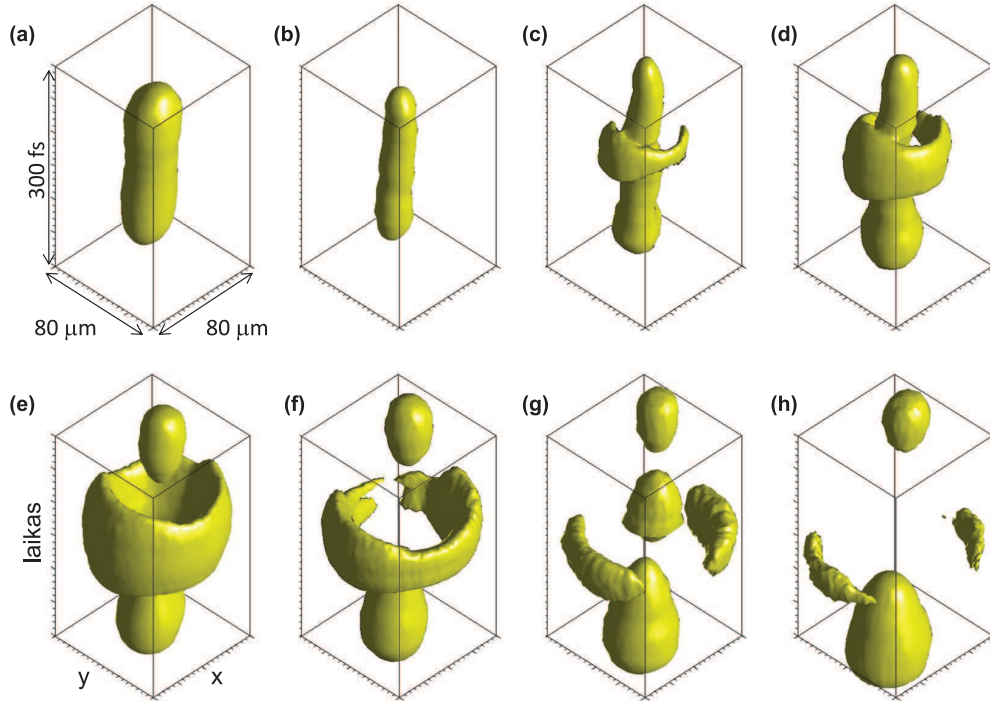 (a)
(b)
(c)
(d)
300 fs
80 μm
80 μm
(e)
(f)
(g)
(h)
laikas
y
x